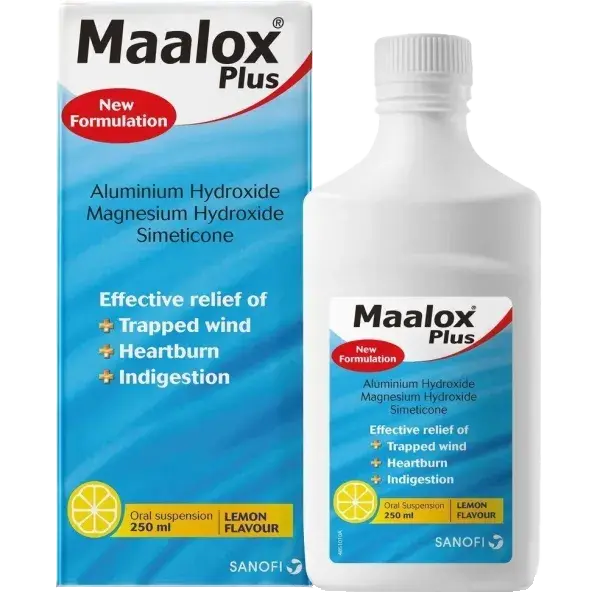 Maalox®
Plus
New
Formulation
Aluminium Hydroxide
Magnesium Hydroxide
Simeticone
Effective relief of
Trapped wind
Heartburn
Indigestion
Oral suspension
250 ml
LEMON
FLAVOUR
SANOFI
Maalox®
Plus
New
Formulation
Aluminium Hydroxide
Magnesium Hydroxide
Simeticone
Effective relief of
Trapped wind
Heartburn
Indigestion
Oral Suspension
250 ml
LEMON
FLAVOUR
SANOFI